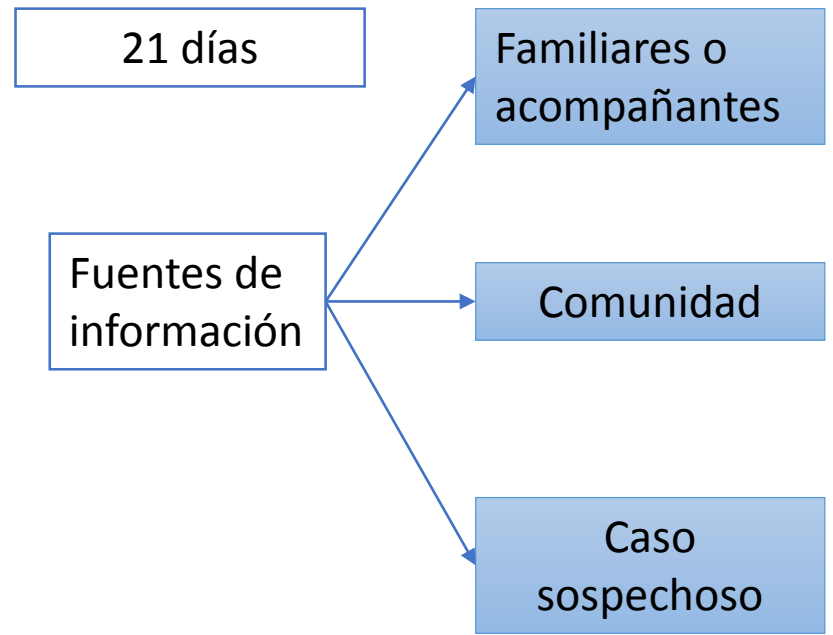 21 días
Familiares o
acompañantes
Fuentes de
información
Comunidad
Caso
sospechoso